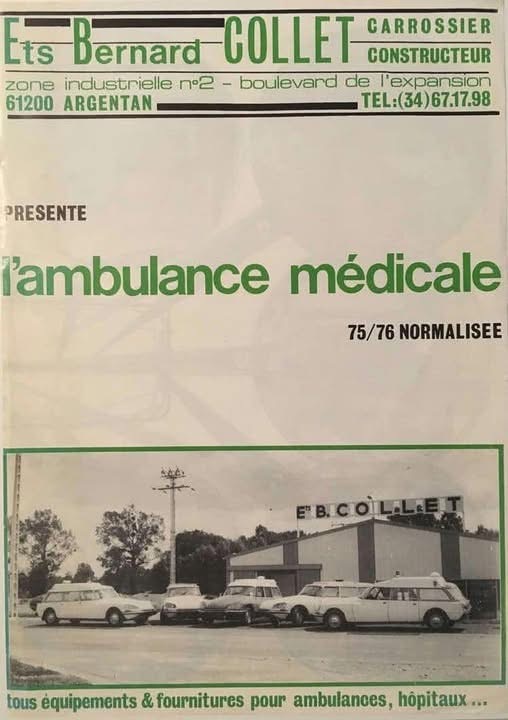 Ets Bernard COLLET CARROSSIER
CONSTRUCTEUR
zone industrielle n°2 - boulevard de l'expansion
61200 ARGENTAN TEL:(34)67.17.98
PRESENTE
l'ambulance médicale
75/76 NORMALISEE
Ets B. COLLET
tous équipements & fournitures pour ambulances, hôpitaux...